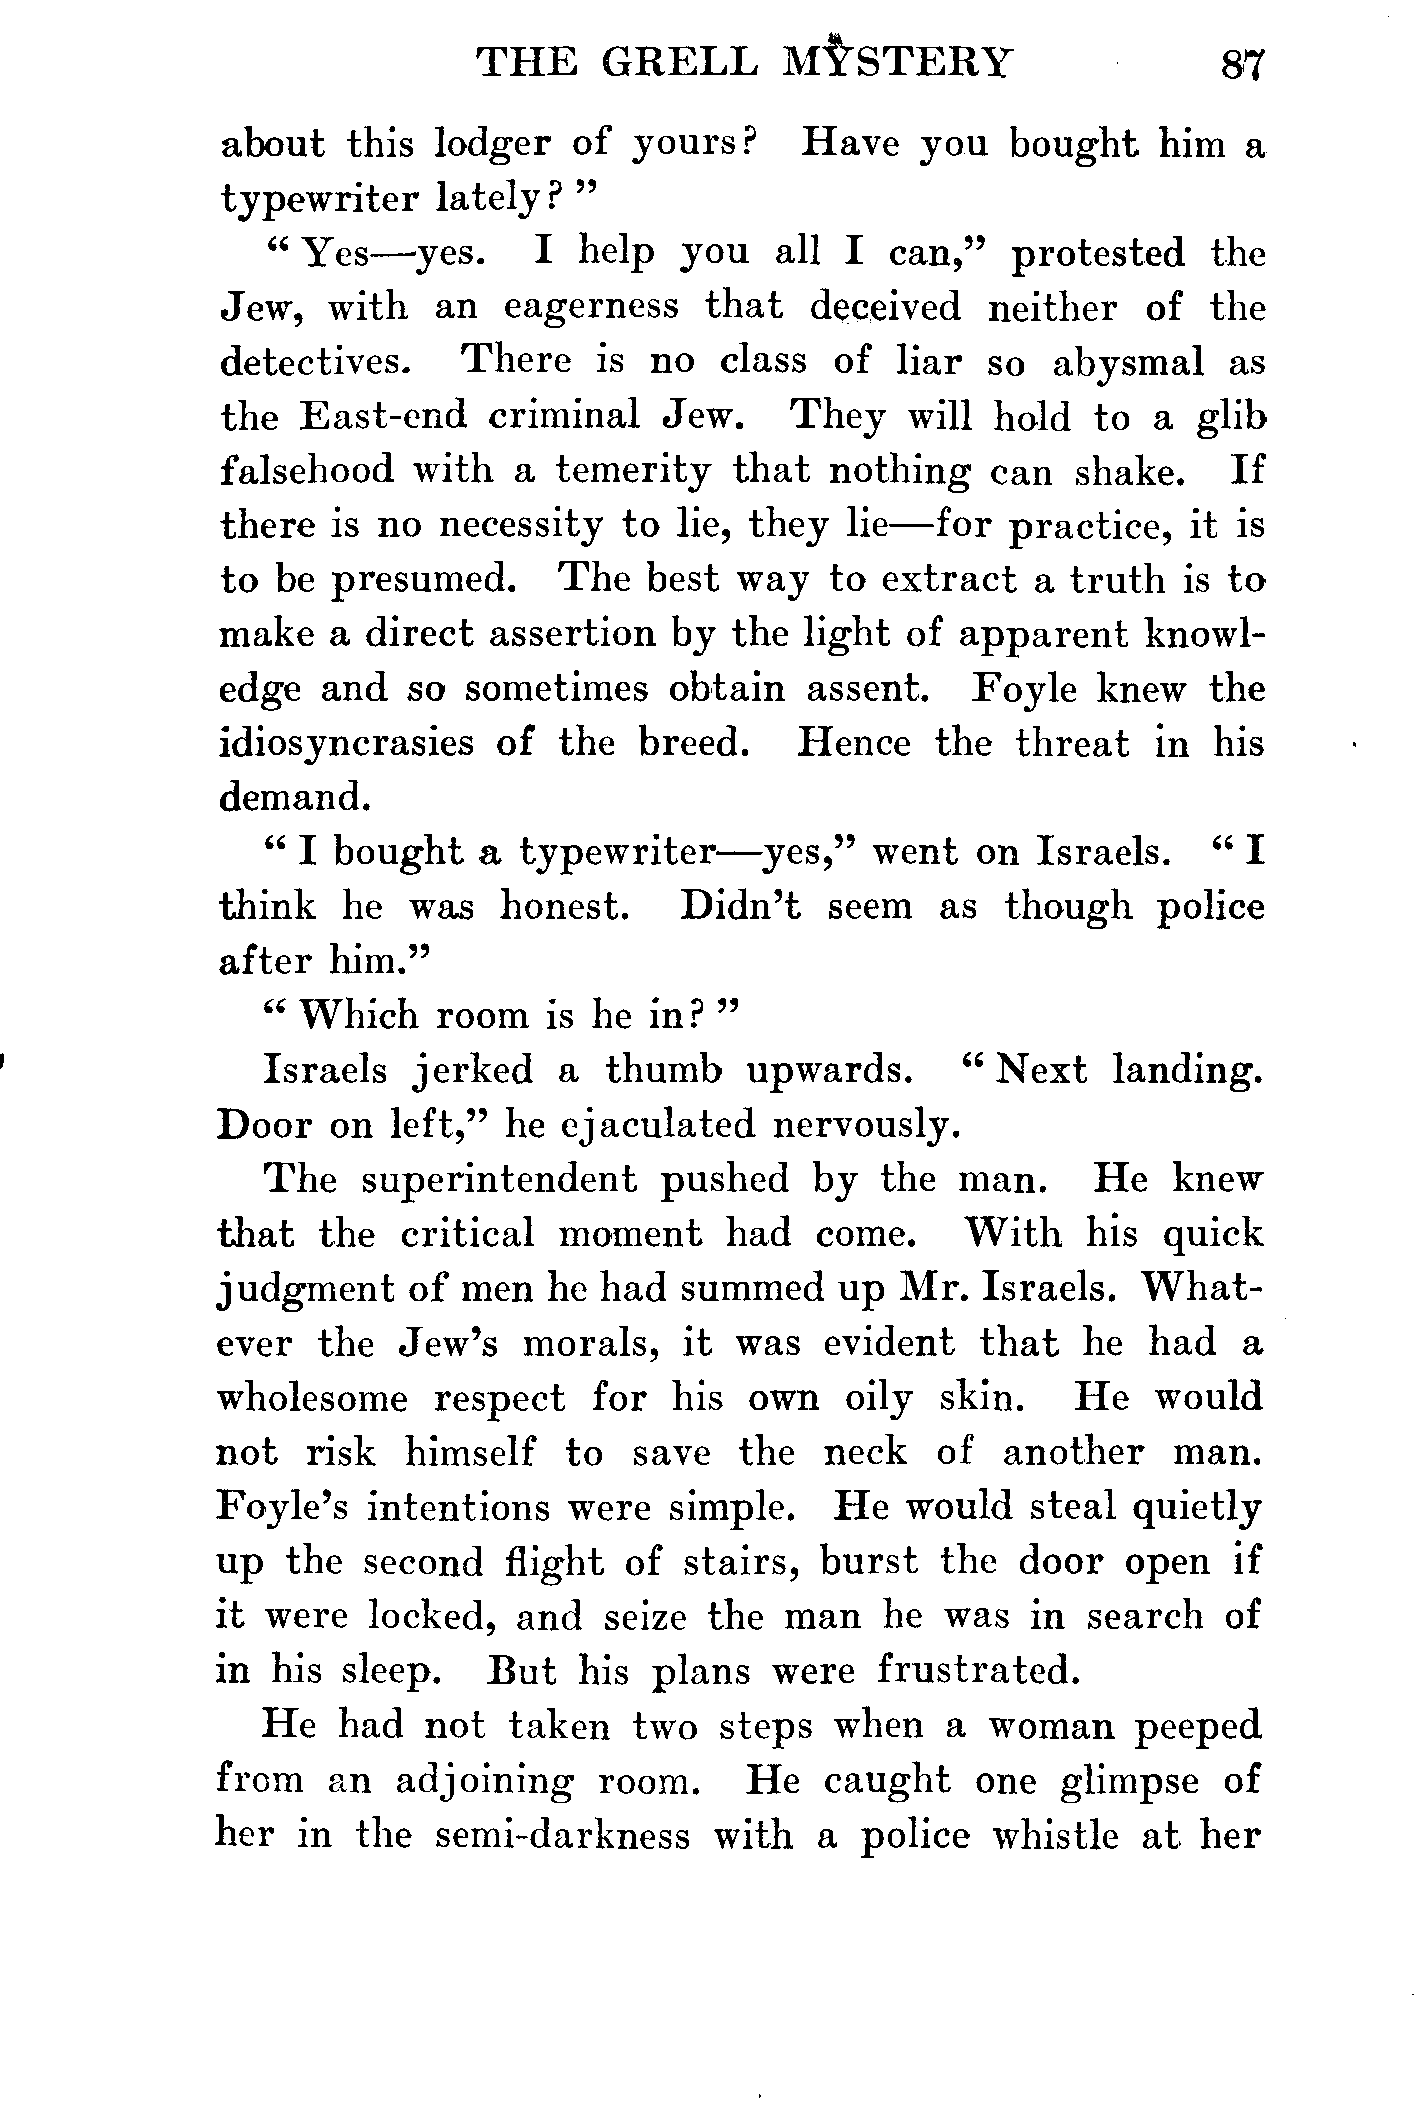 THE GRELL MYSTERY 87
about this lodger of yours? Have you bought him a
typewriter lately? ”
“ Yes—yes. I help you all I can,” protested the
Jew, with an eagerness that deceived neither of the
detectives. There is no class of liar so abysmal as
the East-end criminal Jew. They will hold to a glib
falsehood with a temerity that nothing can shake. If
there is no necessity to lie, they lie—for practice, it is
to be presumed. The best way to extract a truth is to
make a direct assertion by the light of apparent knowl-
edge and so sometimes obtain assent. Foyle knew the
idiosyncrasies of the breed. Hence the threat in his
demand.
“ I bought a typewriter—yes,” went on Israels. “ I
think he was honest. Didn’t seem as though police
after him.”
“ Which room is he in? ”
Israels jerked a thumb upwards. “ Next landing.
Door on left,” he ejaculated nervously.
The superintendent pushed by the man. He knew
that the critical moment had come. With his quick
judgment of men he had summed up Mr. Israels. What-
ever the Jew’s morals, it was evident that he had a
wholesome respect for his own oily skin. He would
not risk himself to save the neck of another man.
Foyle’s intentions were simple. He would steal quietly
up the second flight of stairs, burst the door open if
it were locked, and seize the man he was in search of
in his sleep. But his plans were frustrated.
He had not taken two steps when a woman peeped
from an adjoining room. He caught one glimpse of
her in the semi-darkness with a police whistle at her